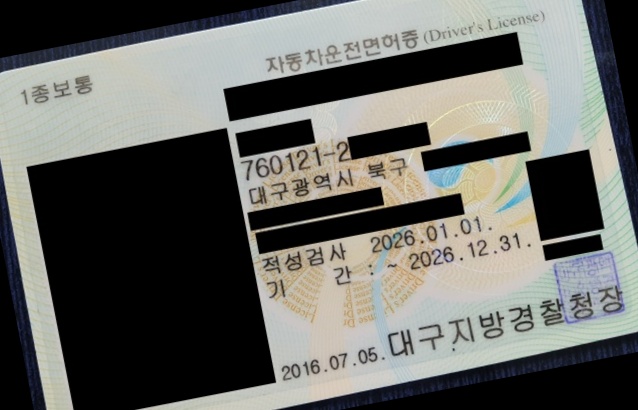 자동차운전면허증 (Driver's License)
1종보통
760121-2
대구광역시 북구
적성검사 2026.01.01.
기 간 : ~ 2026.12.31.
2016.07.05. 대구지방경찰청장